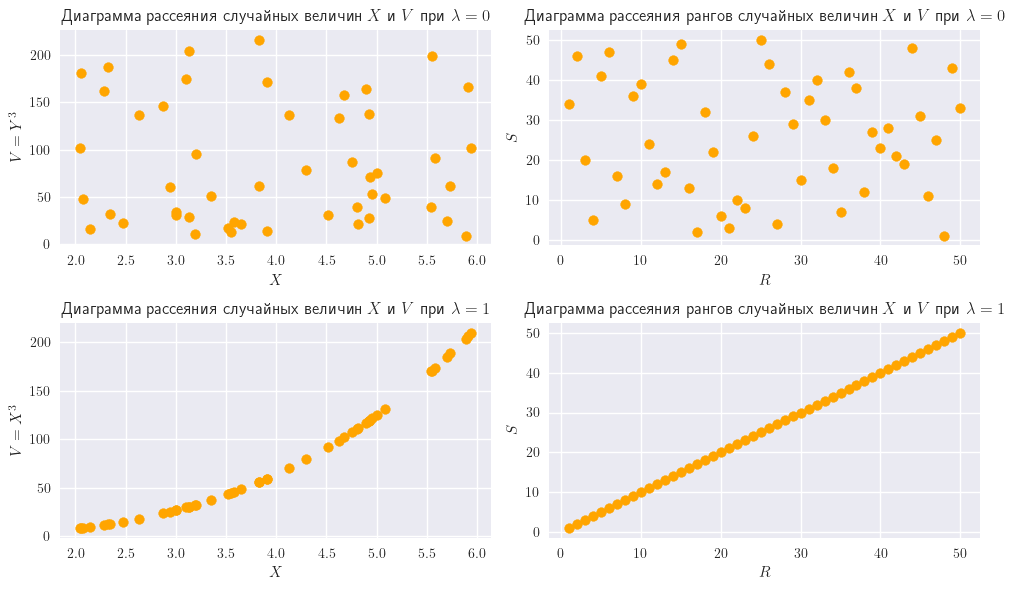 Диаграмма рассеяния случайных величин X и V при λ = 0
200
150
100
50
0
V = Y³
2.0 2.5 3.0 3.5 4.0 4.5 5.0 5.5 6.0
X
Диаграмма рассеяния рангов случайных величин X и V при λ = 0
50
40
30
20
10
0
S
0 10 20 30 40 50
R
Диаграмма рассеяния случайных величин X и V при λ = 1
200
150
100
50
0
V = X³
2.0 2.5 3.0 3.5 4.0 4.5 5.0 5.5 6.0
X
Диаграмма рассеяния рангов случайных величин X и V при λ = 1
50
40
30
20
10
0
S
0 10 20 30 40 50
R